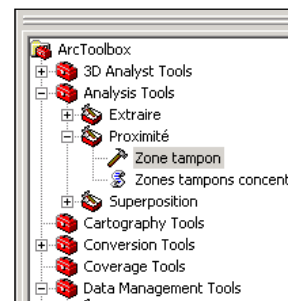 ArcToolbox
3D Analyst Tools
Analysis Tools
Extraire
Proximité
Zone tampon
Zones tampons concent
Superposition
Cartography Tools
Conversion Tools
Coverage Tools
Data Management Tools